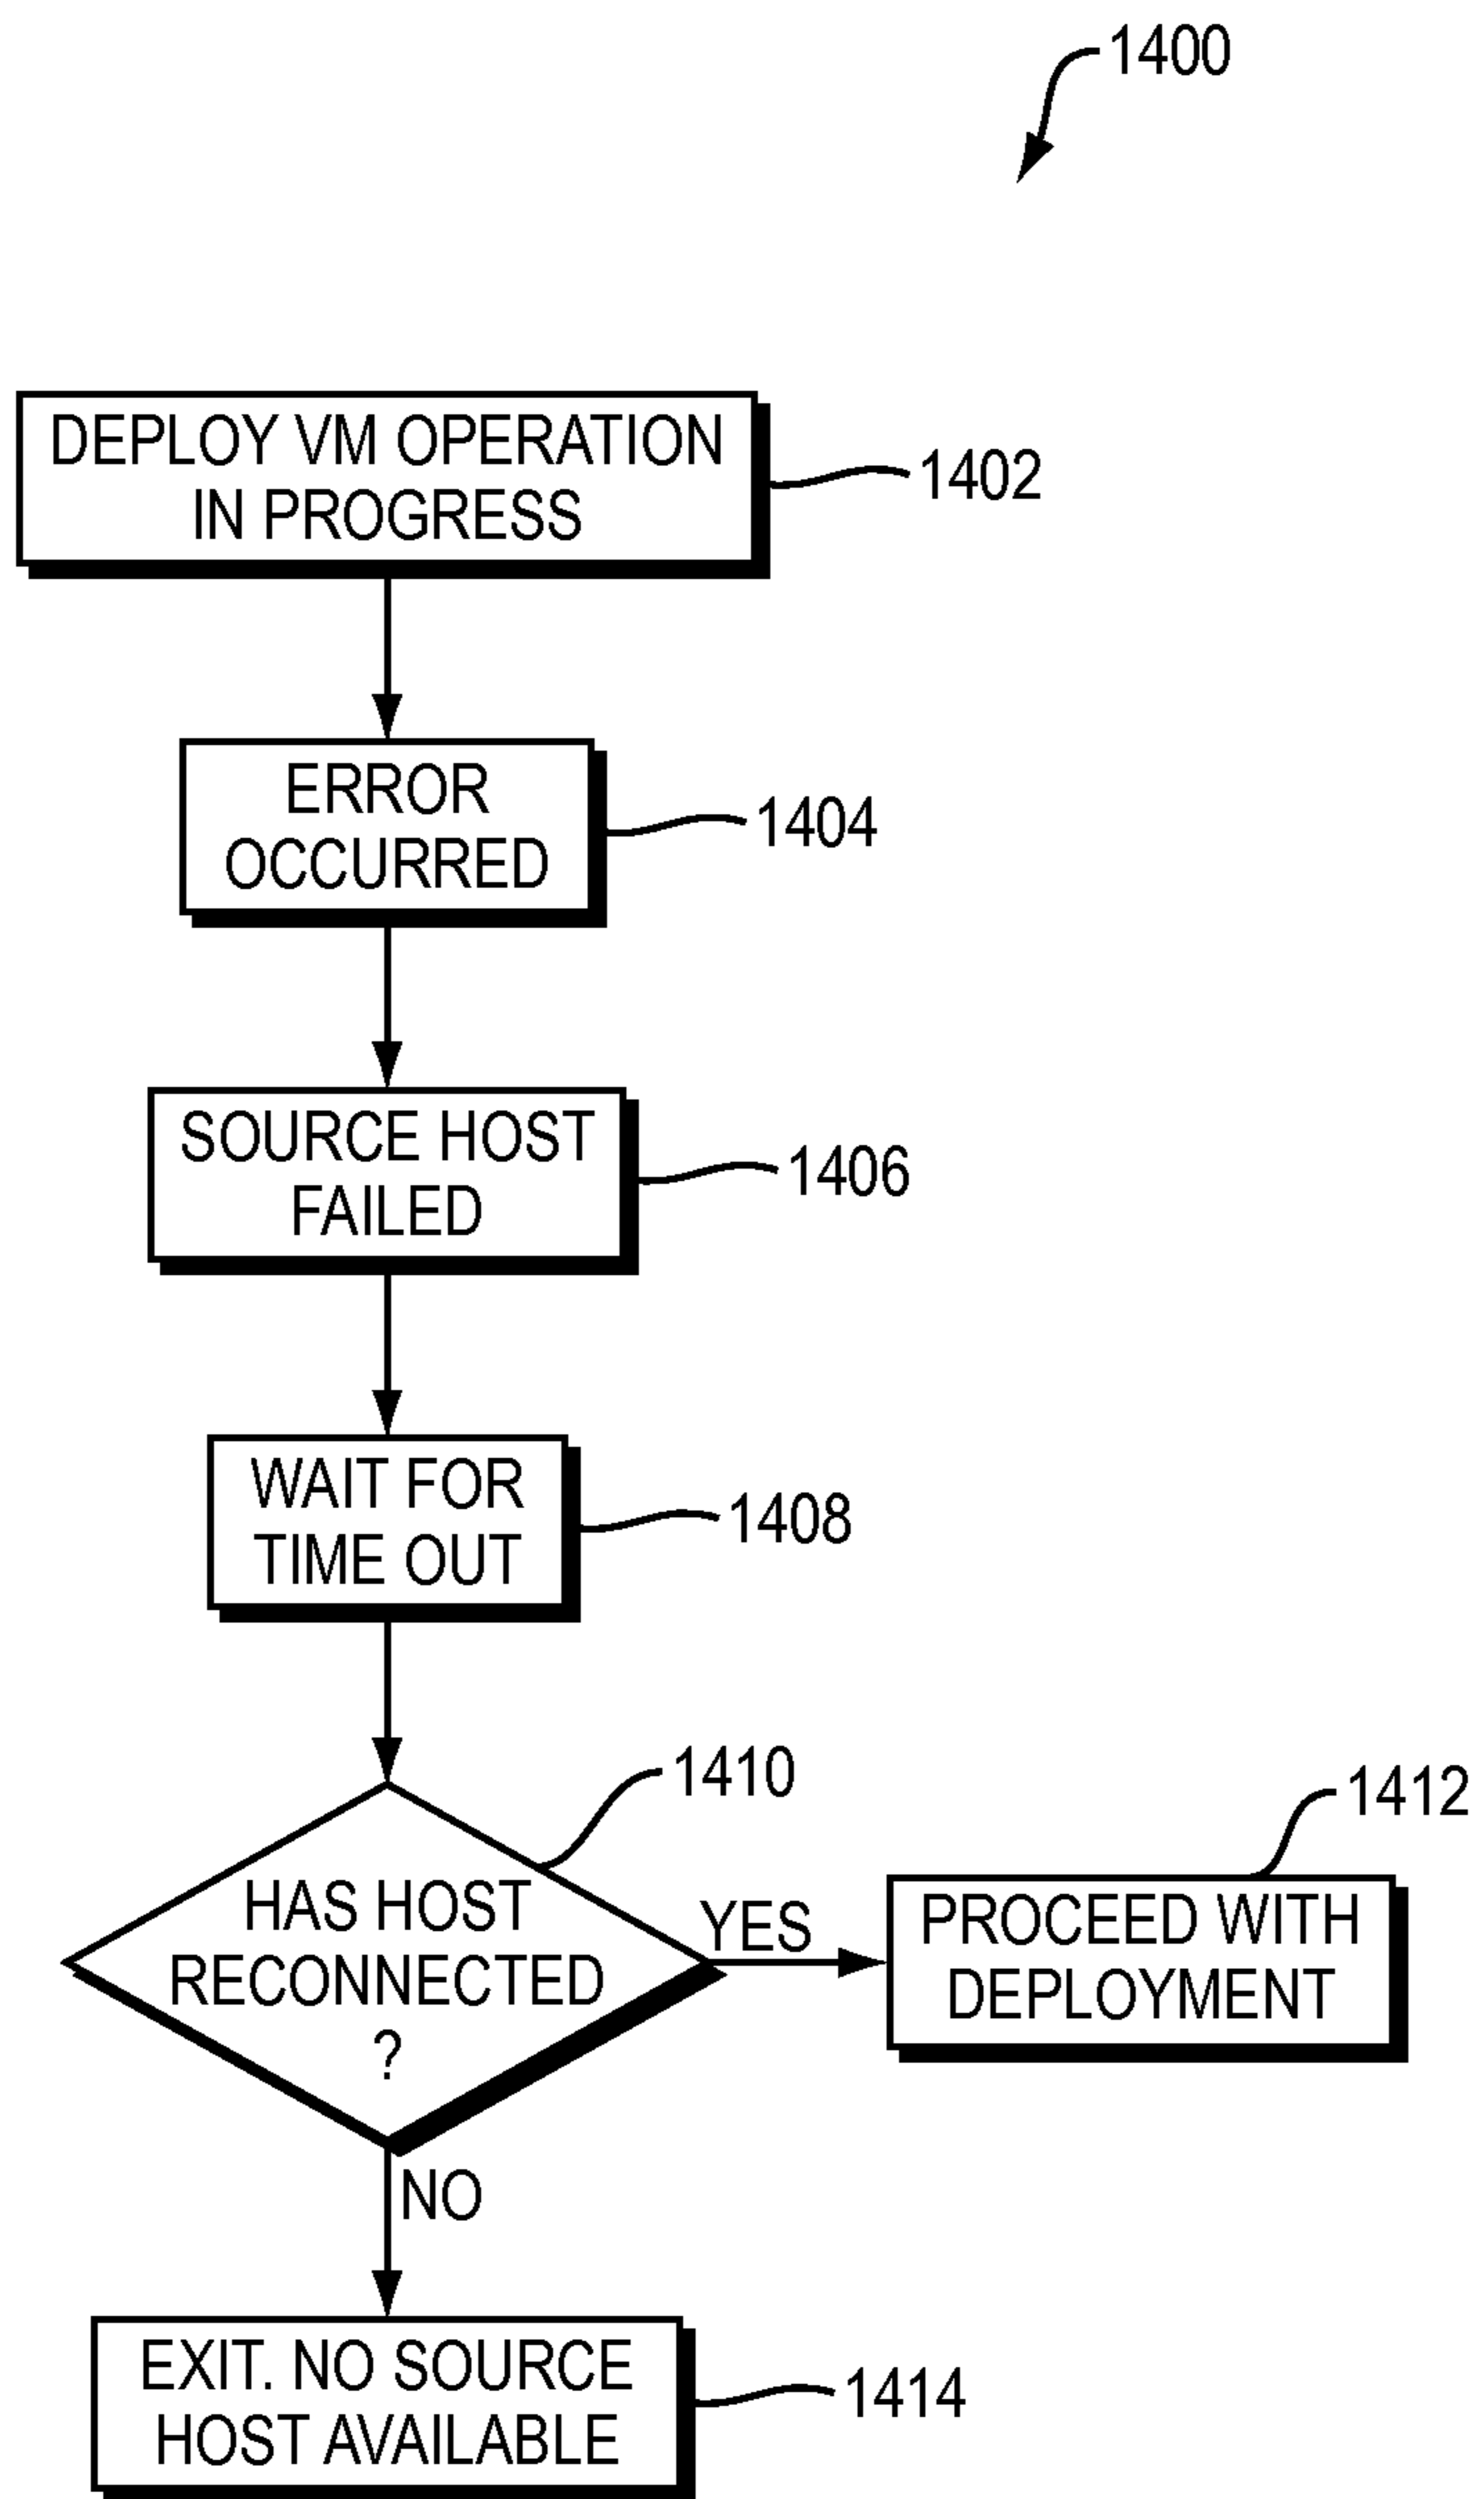 1400
DEPLOY VM OPERATION
IN PROGRESS
1402
ERROR
OCCURRED
1404
SOURCE HOST
FAILED
1406
WAIT FOR
TIME OUT
1408
1410
HAS HOST
RECONNECTED
?
YES
1412
PROCEED WITH
DEPLOYMENT
NO
EXIT. NO SOURCE
HOST AVAILABLE
1414